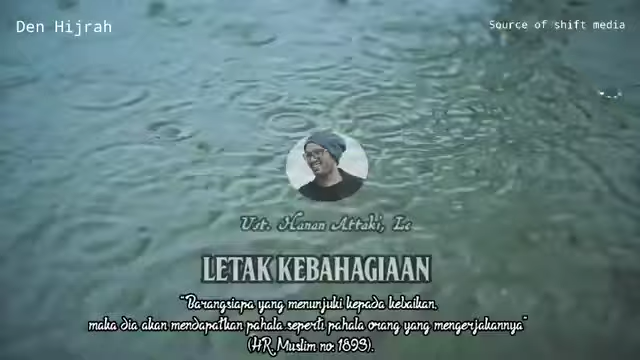 Den Hijrah
Source of shift media
Ust. Hanan Attaki, Lc
LETAK KEBAHAGIAAN
"Barangsiapa yang menunjuki kepada kebaikan,
maka dia akan mendapatkan pahala seperti pahala orang yang mengerjakannya"
(HR. Muslim no: 1893).